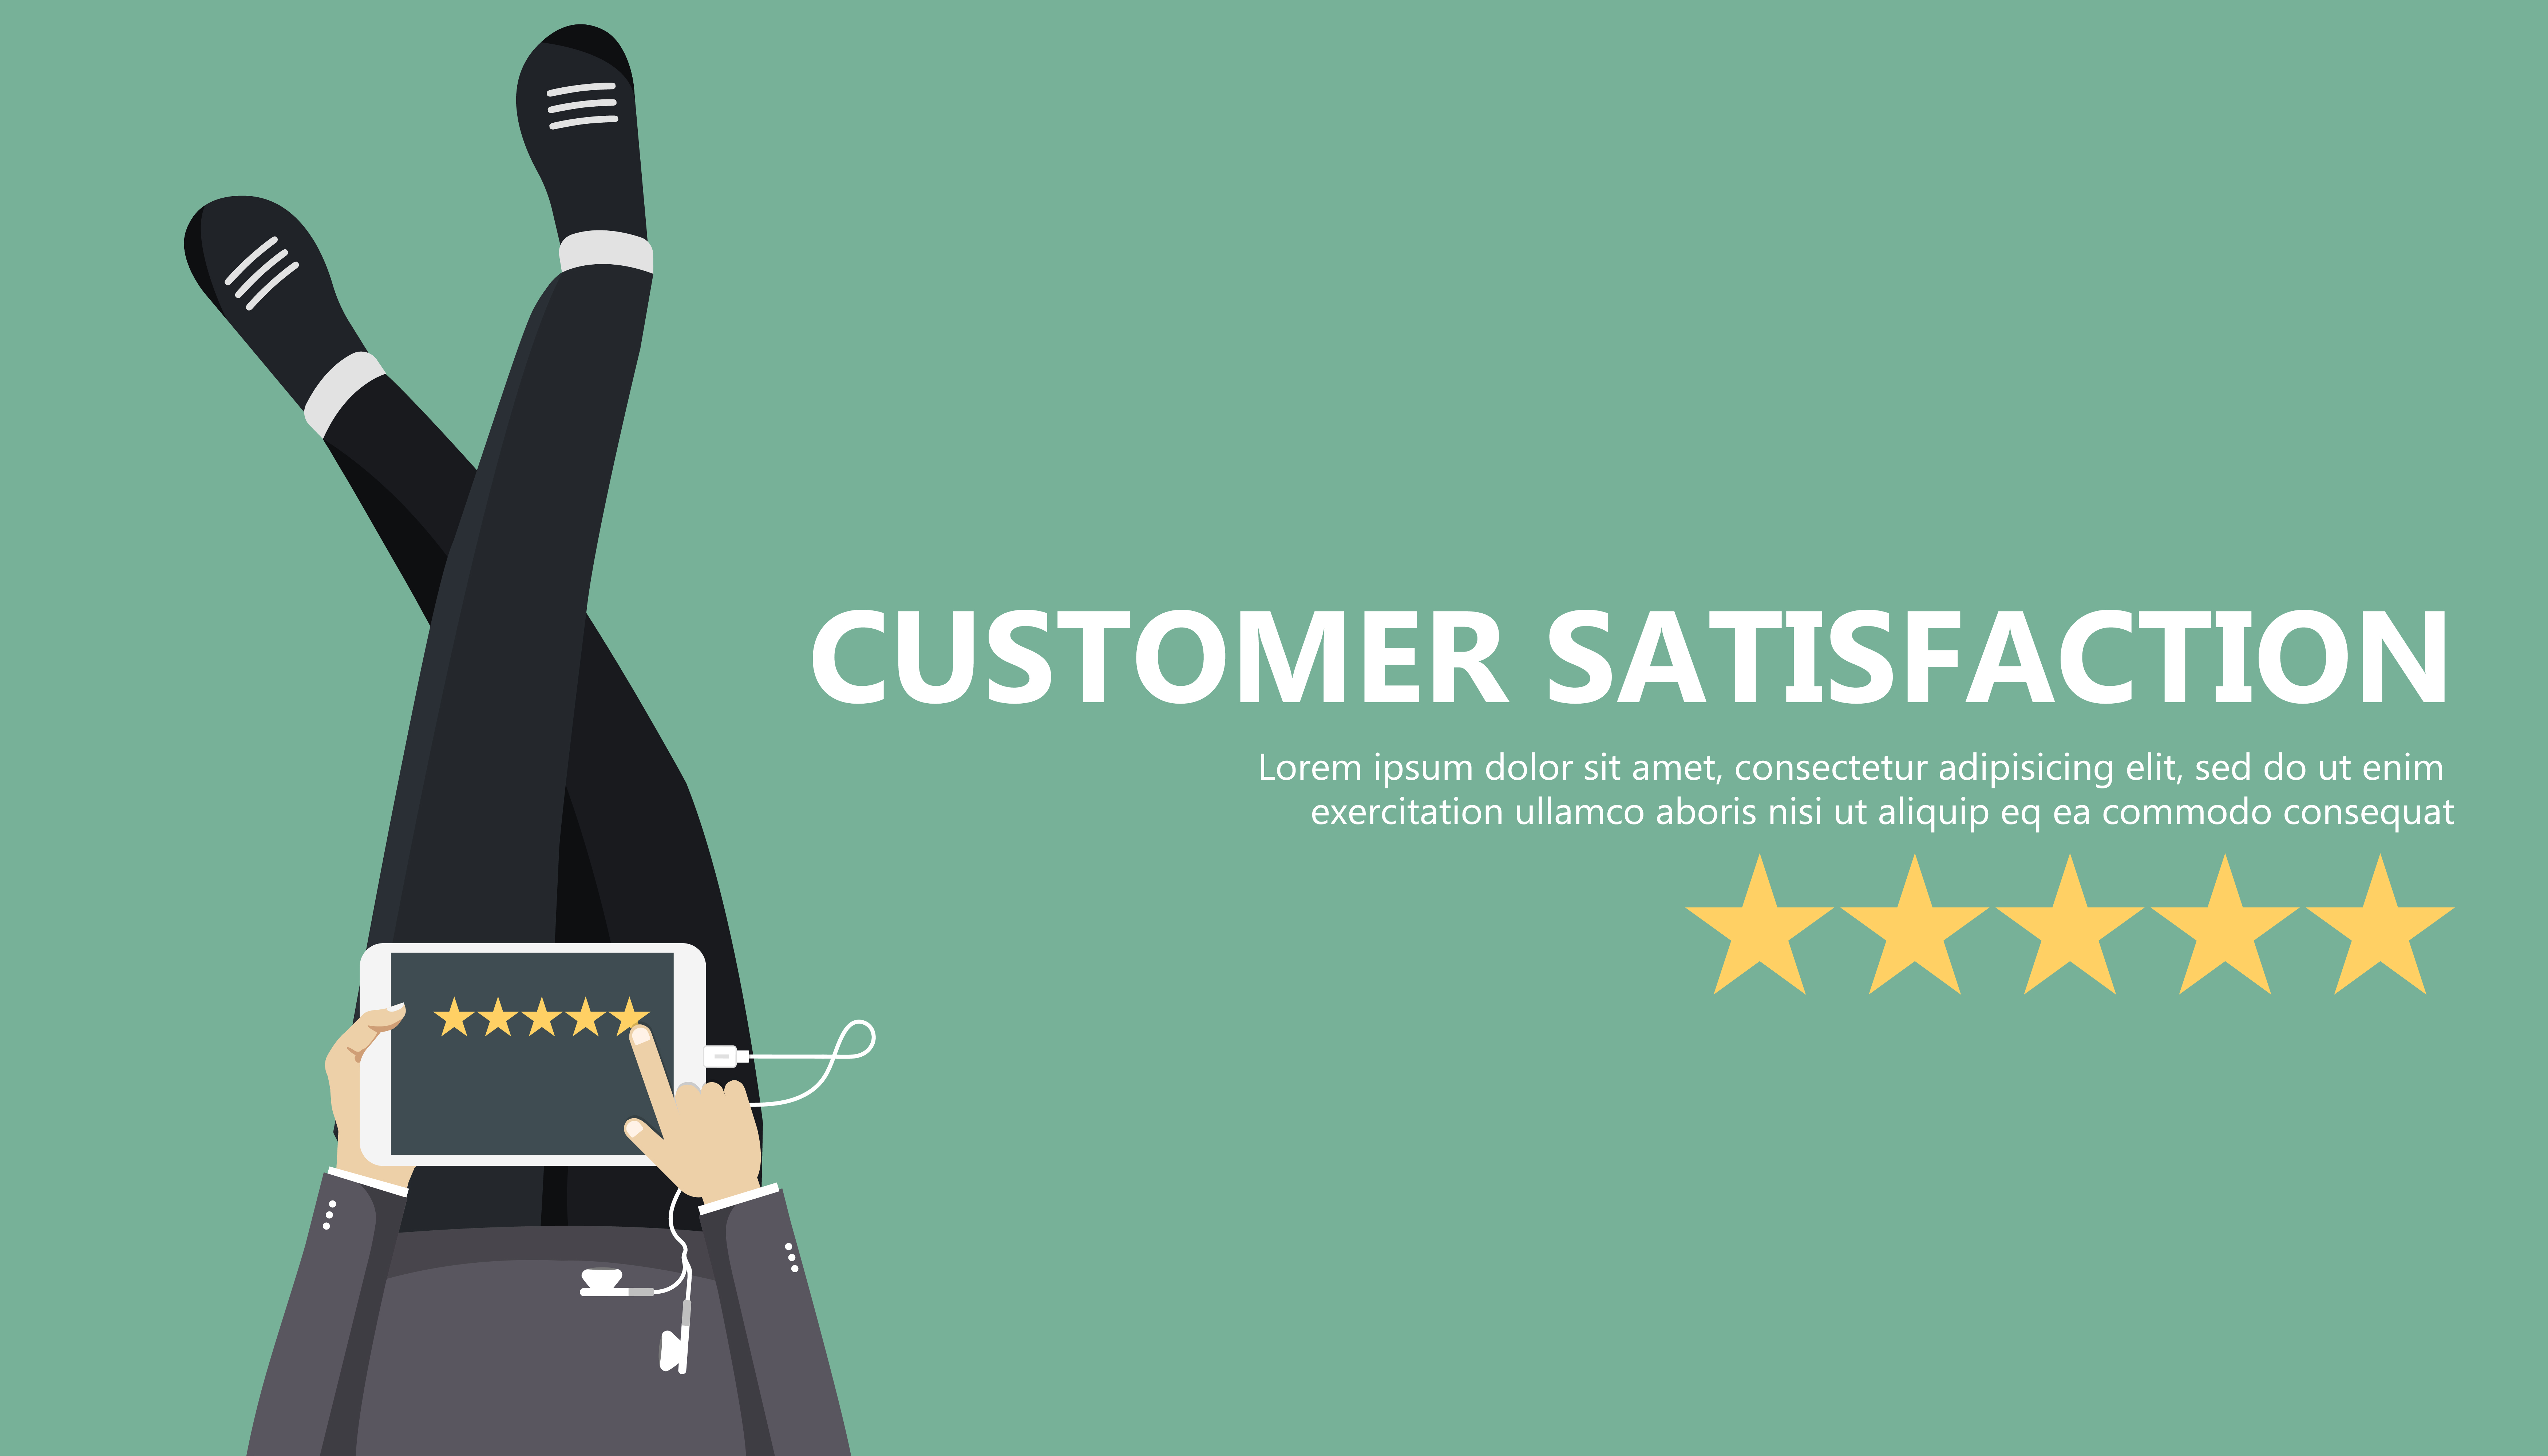 CUSTOMER SATISFACTION
Lorem ipsum dolor sit amet, consectetur adipisicing elit, sed do ut enim
exercitation ullamco aboris nisi ut aliquip eq ea commodo consequat